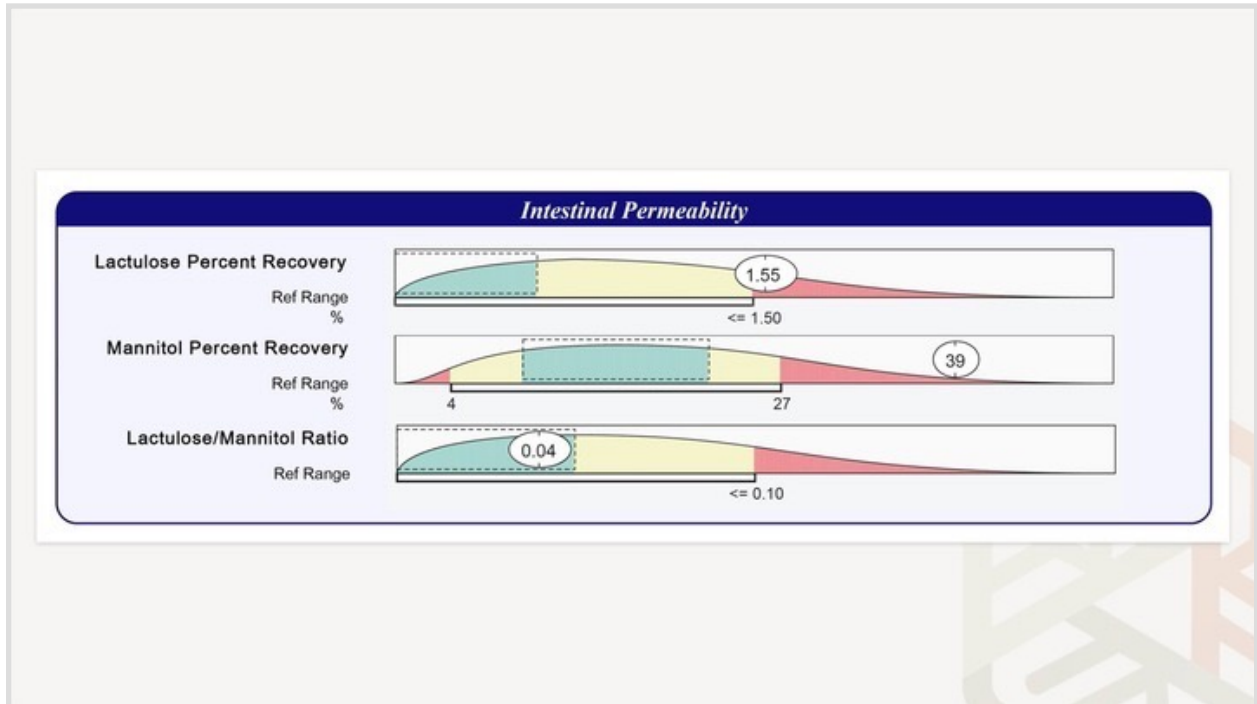 Intestinal Permeability
Lactulose Percent Recovery
1.55
Ref Range
%
<= 1.50
Mannitol Percent Recovery
39
Ref Range
%
4 27
Lactulose/Mannitol Ratio
0.04
Ref Range
<= 0.10